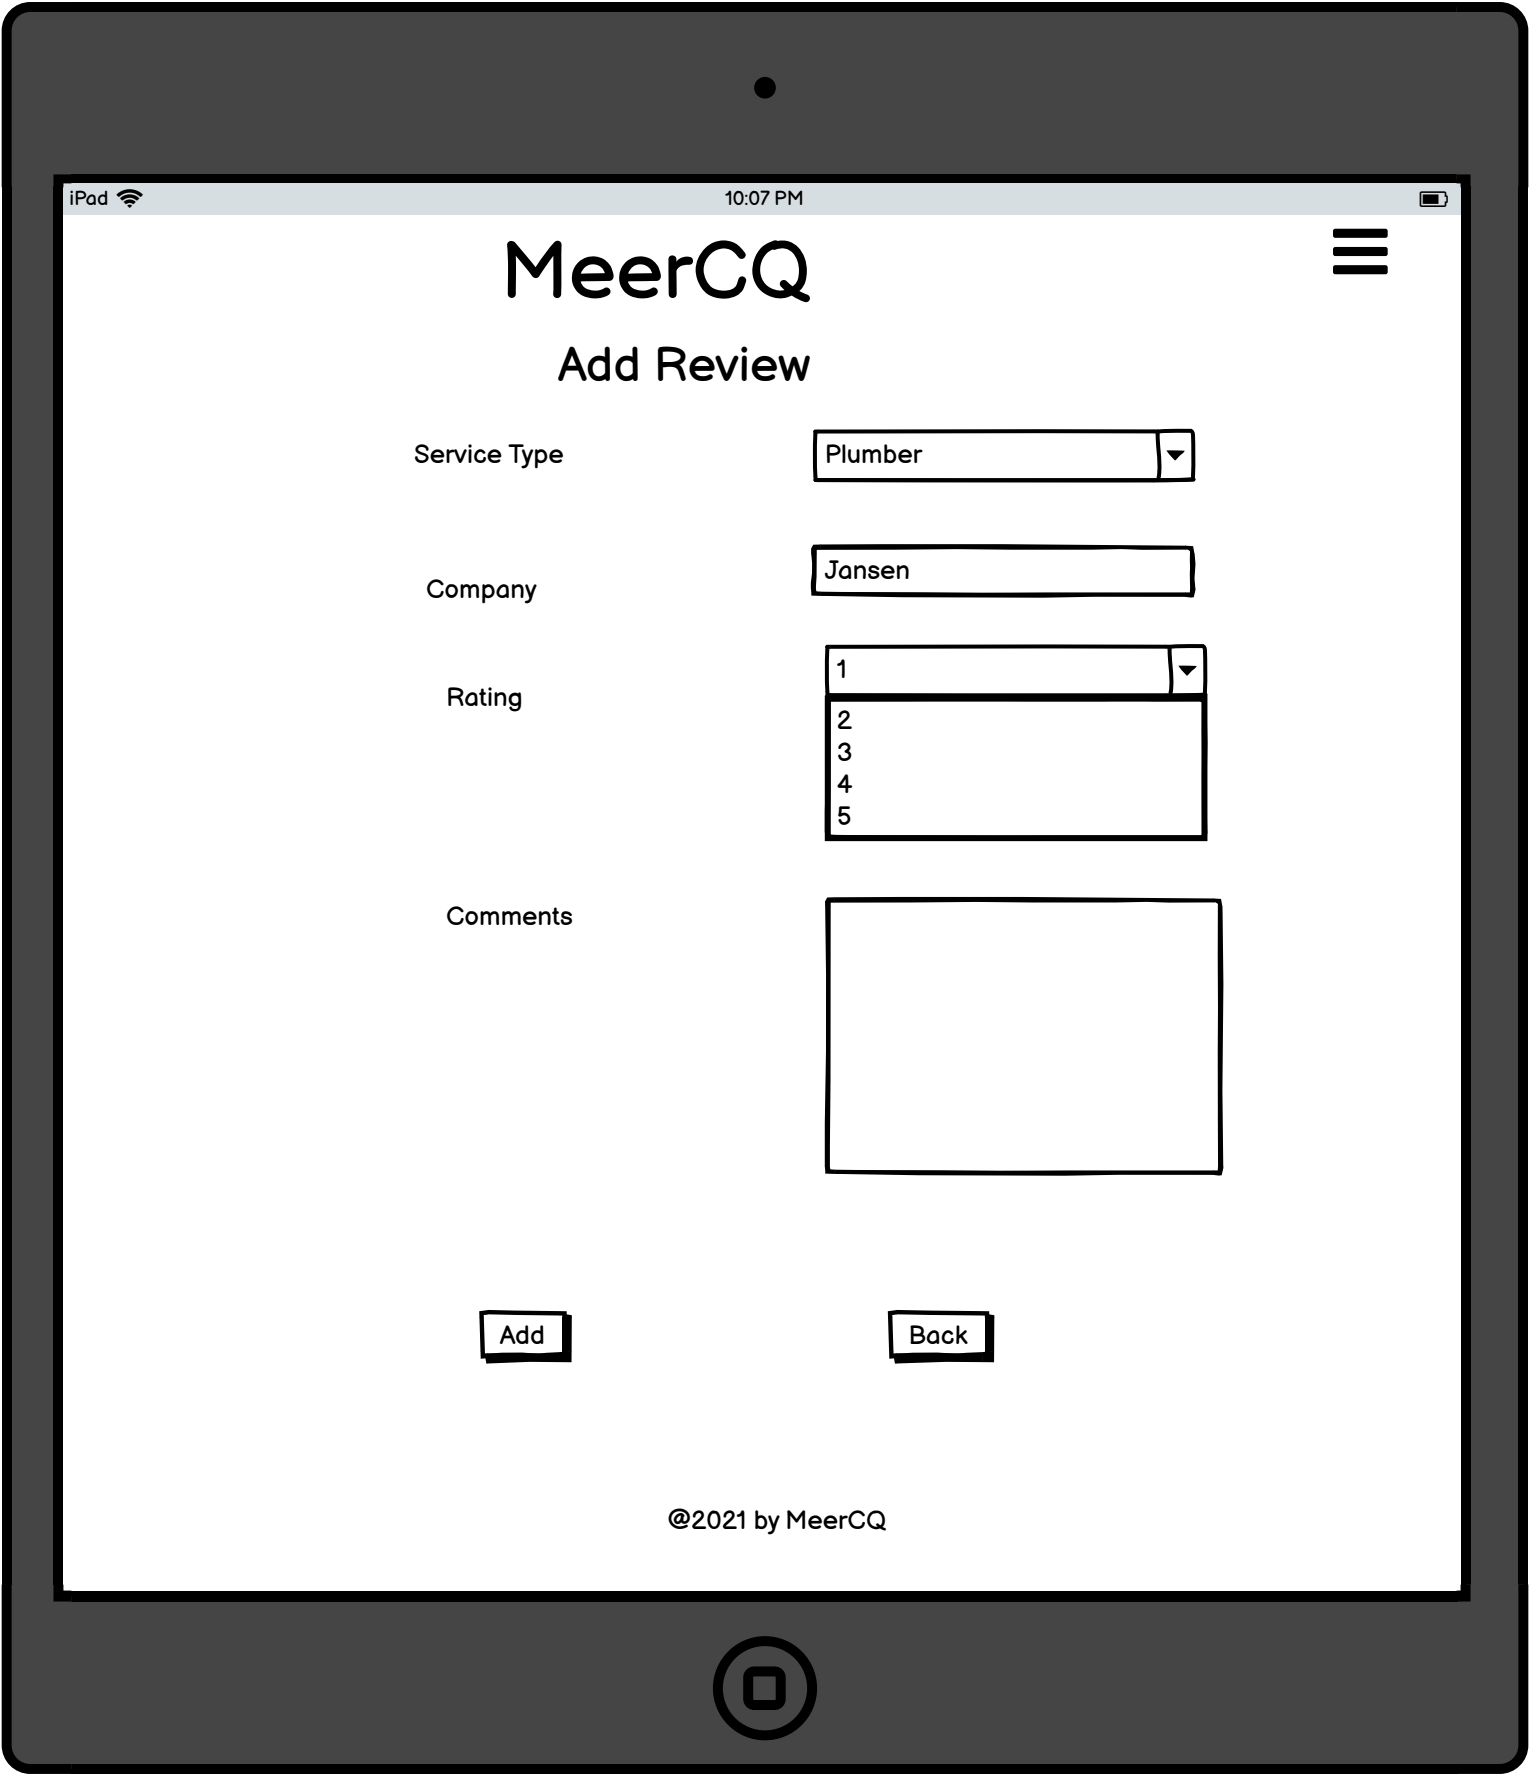 iPad
10:07 PM
MeerCQ
Add Review
Service Type
Plumber
Company
Jansen
Rating
1
2
3
4
5
Comments
Add
Back
@2021 by MeerCQ